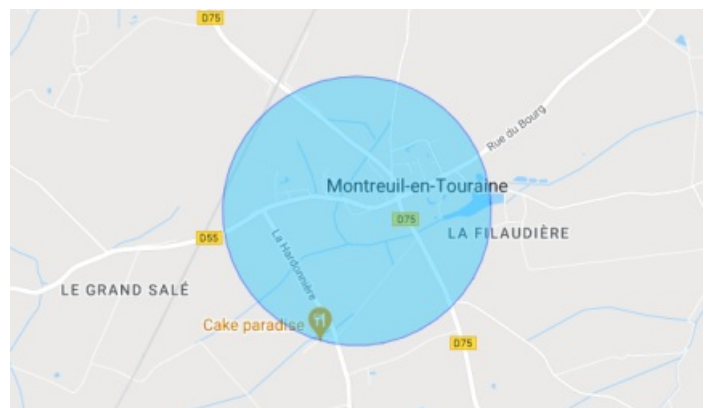 D75
Rue du Bourg
Montreuil-en-Touraine
D75
LA FILAUDIÈRE
D55
La Hardonnière
LE GRAND SALÉ
Cake paradise
D75